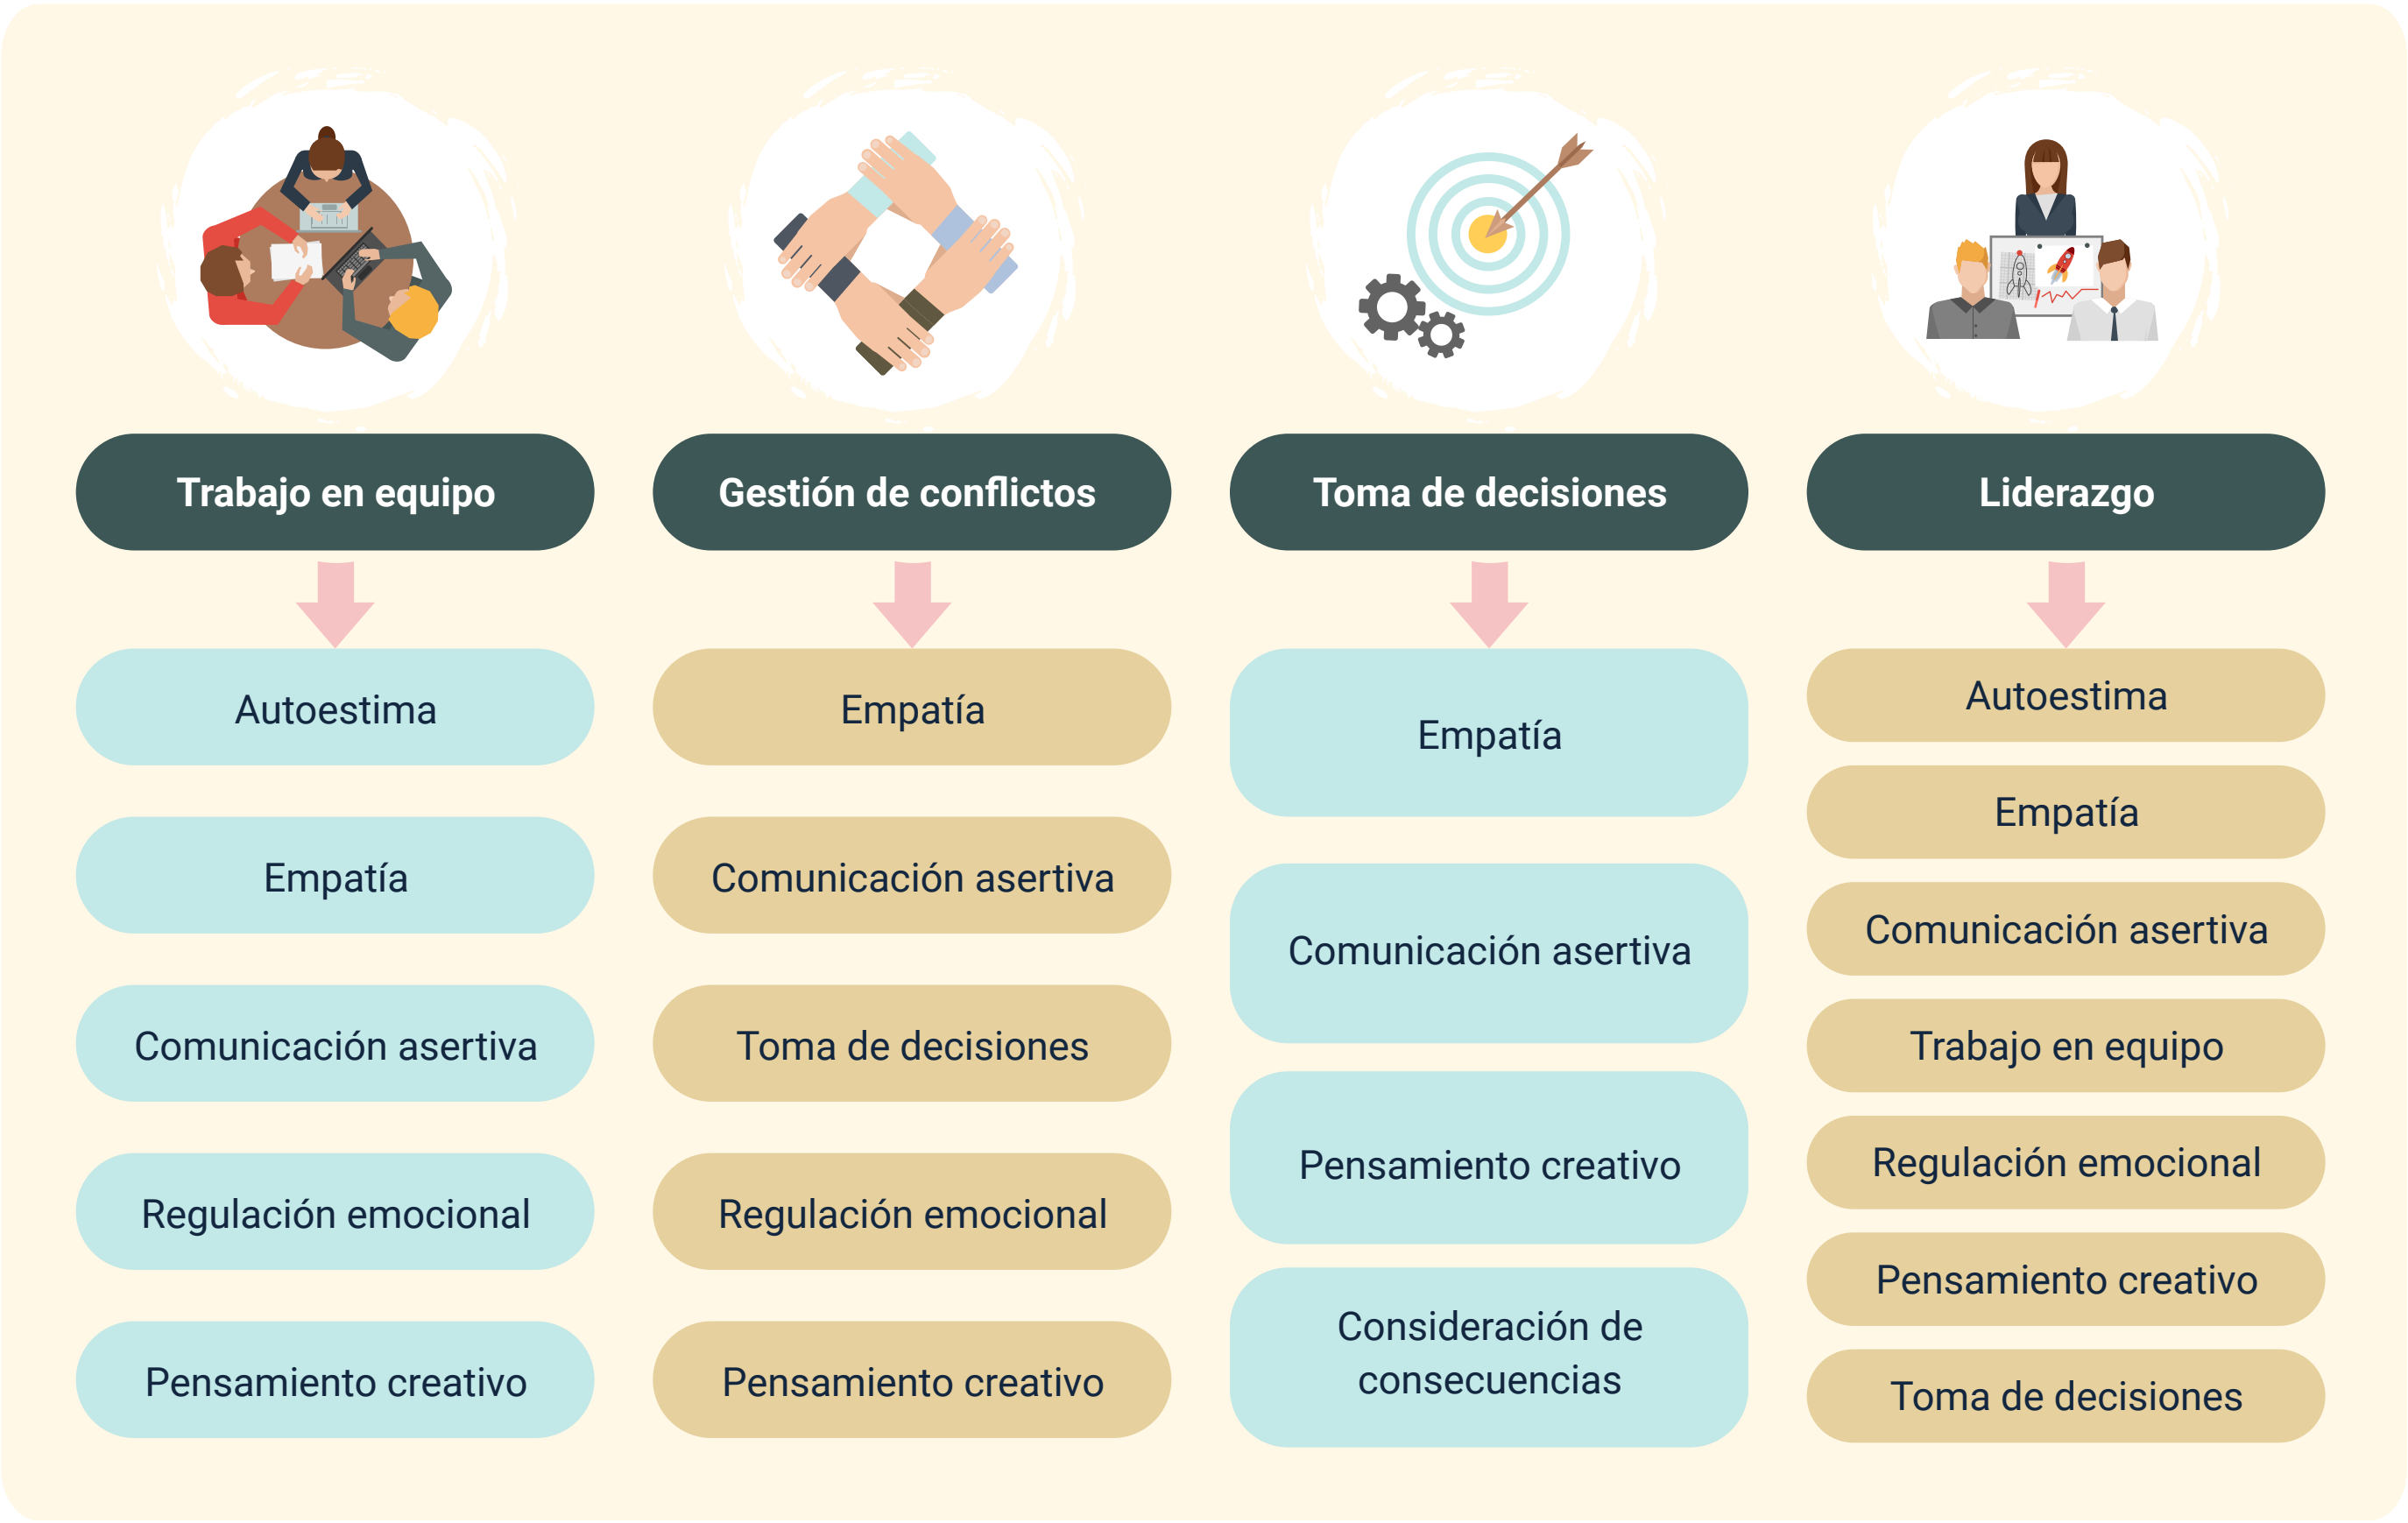 Trabajo en equipo
Autoestima
Empatía
Comunicación asertiva
Regulación emocional
Pensamiento creativo
Gestión de conflictos
Empatía
Comunicación asertiva
Toma de decisiones
Regulación emocional
Pensamiento creativo
Toma de decisiones
Empatía
Comunicación asertiva
Pensamiento creativo
Consideración de
consecuencias
Liderazgo
Autoestima
Empatía
Comunicación asertiva
Trabajo en equipo
Regulación emocional
Pensamiento creativo
Toma de decisiones